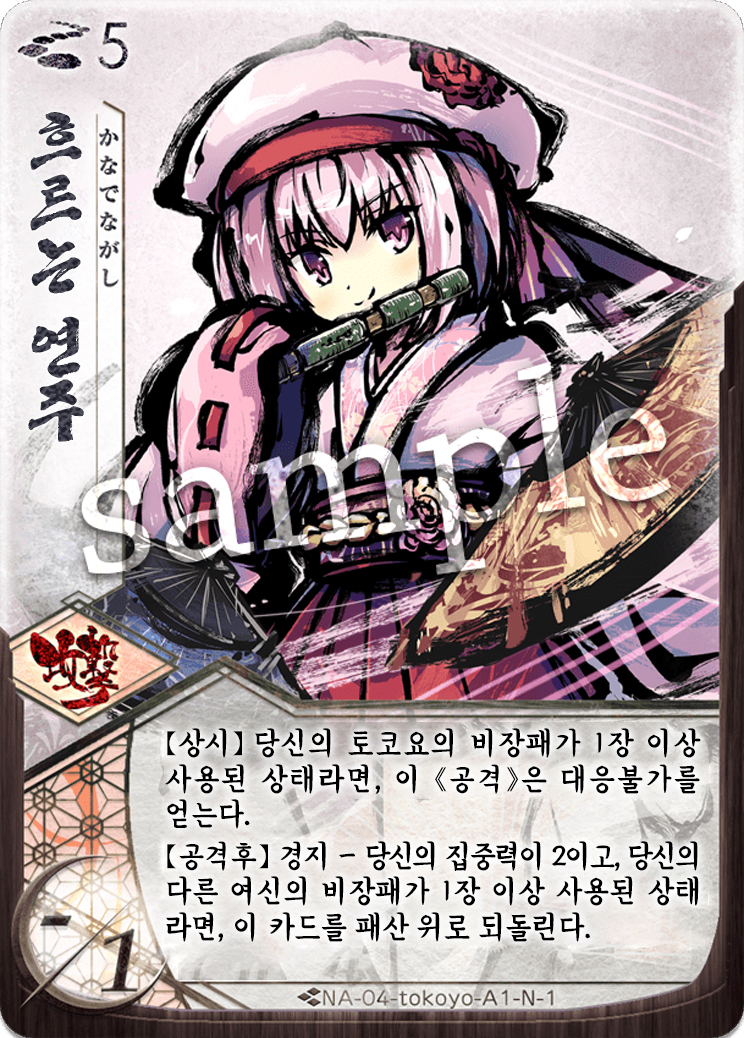 5
흐르는 연주
かなでながし
sample
攻撃
【상시】 당신의 토코요의 비장패가 1장 이상
사용된 상태라면, 이 《공격》은 대응불가를
얻는다.
【공격후】 경지 - 당신의 집중력이 2이고, 당신의
다른 여신의 비장패가 1장 이상 사용된 상태
라면, 이 카드를 패산 위로 되돌린다.
-/1
NA-04-tokoyo-A1-N-1